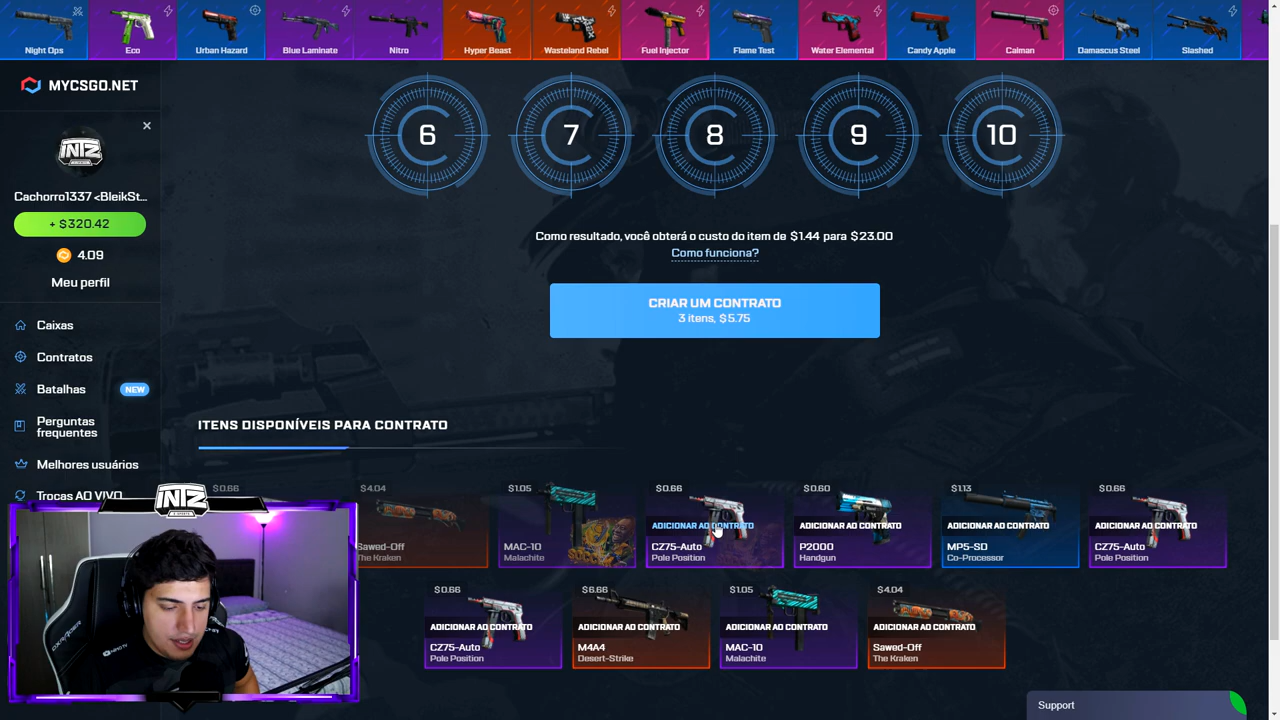 Night Ops
Eco
Urban Hazard
Blue Laminate
Nitro
Hyper Beast
Wasteland Rebel
Fuel Injector
Flame Test
Water Elemental
Candy Apple
Caiman
Damascus Steel
Slashed
MYCSGO.NET
INTZ
Cachorro1337 <BleikSt...
+ $320.42
4.09
Meu perfil
Caixas
Contratos
Batalhas NEW
Perguntas
frequentes
Melhores usuários
Trocas AO VIVO
6 7 8 9 10
Como resultado, você obterá o custo do item de $1.44 para $23.00
Como funciona?
CRIAR UM CONTRATO
3 itens, $5.75
ITENS DISPONÍVEIS PARA CONTRATO
$0.66
$4.04
Sawed-Off
The Kraken
$1.05
MAC-10
Malachite
$0.66
ADICIONAR AO CONTRATO
CZ75-Auto
Pole Position
$0.60
ADICIONAR AO CONTRATO
P2000
Handgun
$1.13
ADICIONAR AO CONTRATO
MP5-SD
Co-Processor
$0.66
ADICIONAR AO CONTRATO
CZ75-Auto
Pole Position
$0.66
ADICIONAR AO CONTRATO
CZ75-Auto
Pole Position
$6.66
ADICIONAR AO CONTRATO
M4A4
Desert-Strike
$1.05
ADICIONAR AO CONTRATO
MAC-10
Malachite
$4.04
ADICIONAR AO CONTRATO
Sawed-Off
The Kraken
INTZ
Support